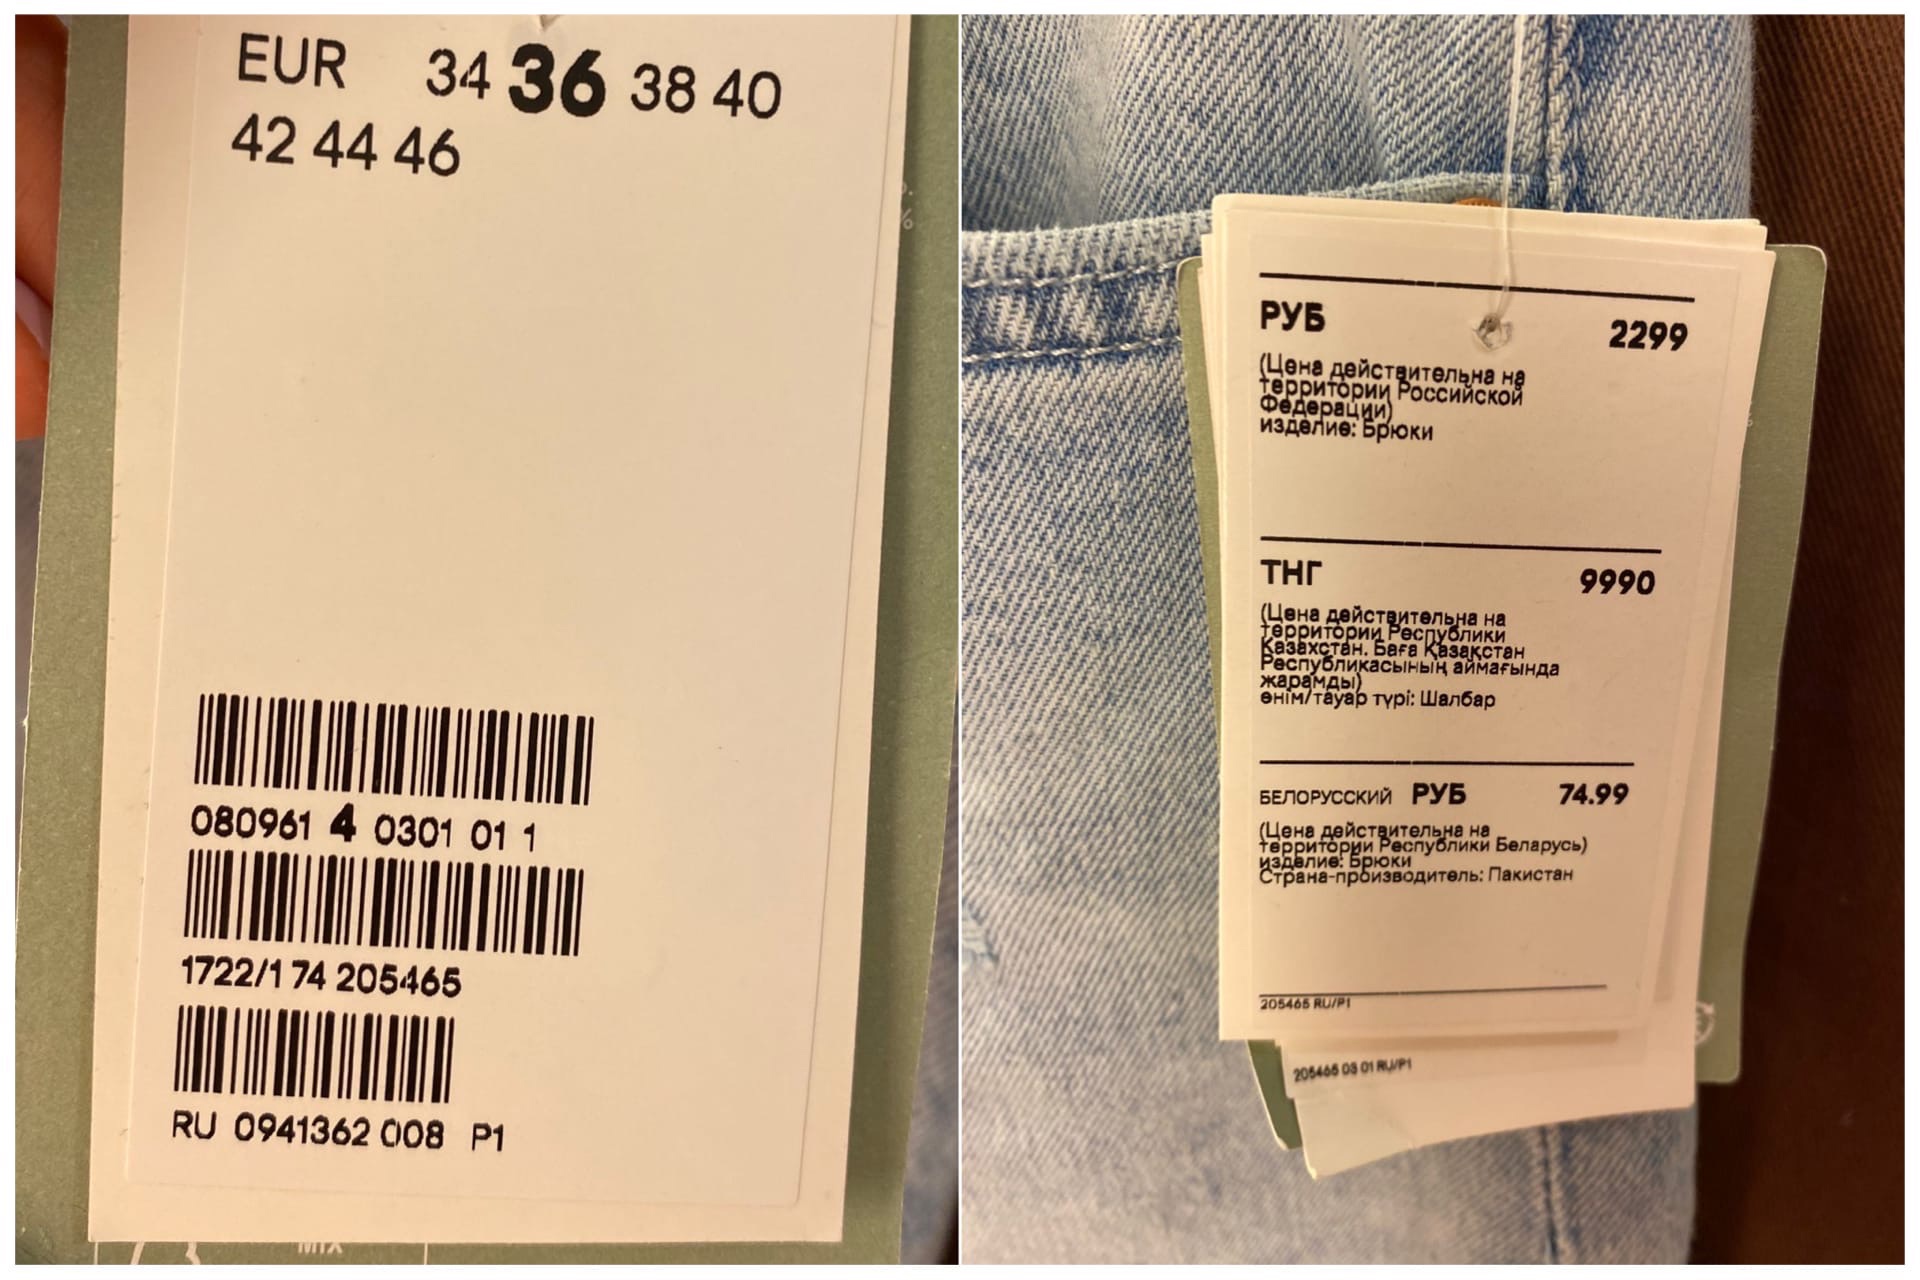 EUR 34 36 38 40
42 44 46
080961 4 0301 01 1
1722/1 74 205465
RU 0941362 008 P1
MIX
РУБ 2299
(Цена действительна на
территории Российской
Федерации)
изделие: Брюки
ТНГ 9990
(Цена действительна на
территории Республики
Казахстан. Баға Қазақстан
Республикасының аймағында
жарамды)
өнім/тауар түрі: Шалбар
БЕЛОРУССКИЙ РУБ 74.99
(Цена действительна на
территории Республики Беларусь)
изделие: Брюки
Страна-производитель: Пакистан
205465 RU/P1
205465 03 01 RU/P1